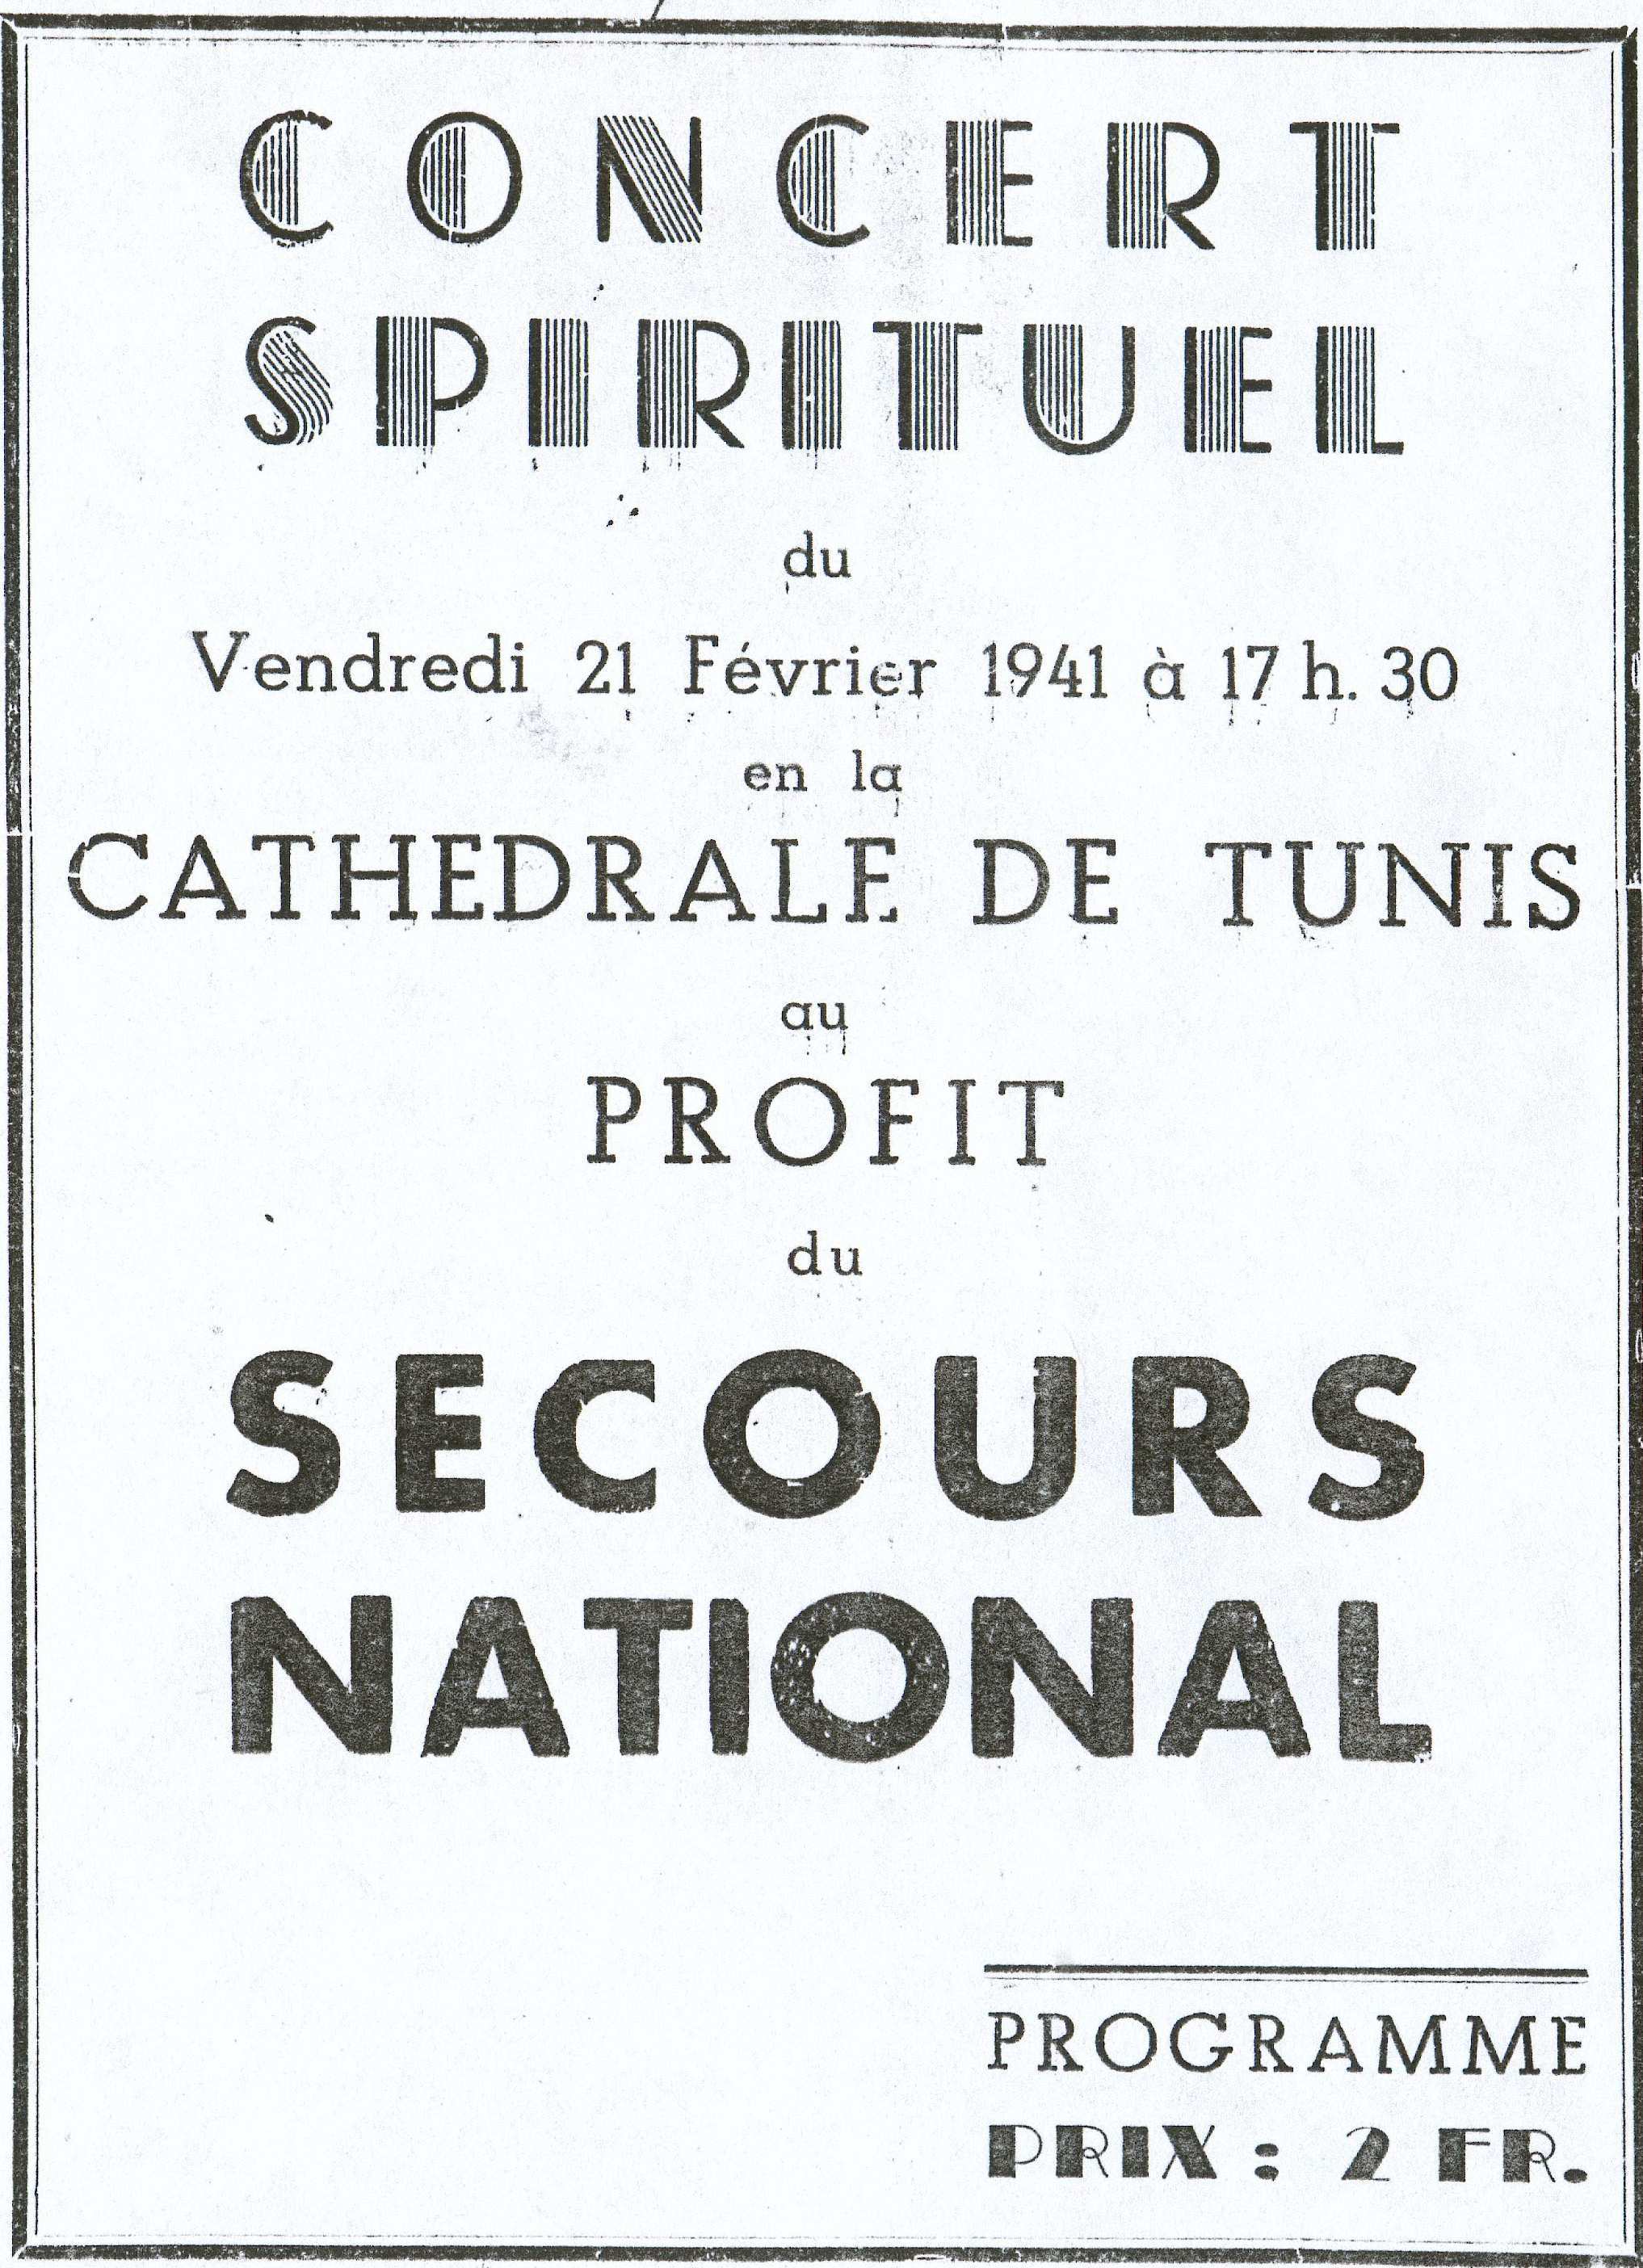 CONCERT
SPIRITUEL
du
Vendredi 21 Février 1941 à 17 h. 30
en la
CATHEDRALE DE TUNIS
au
PROFIT
du
SECOURS
NATIONAL
PROGRAMME
PRIX : 2 FR.